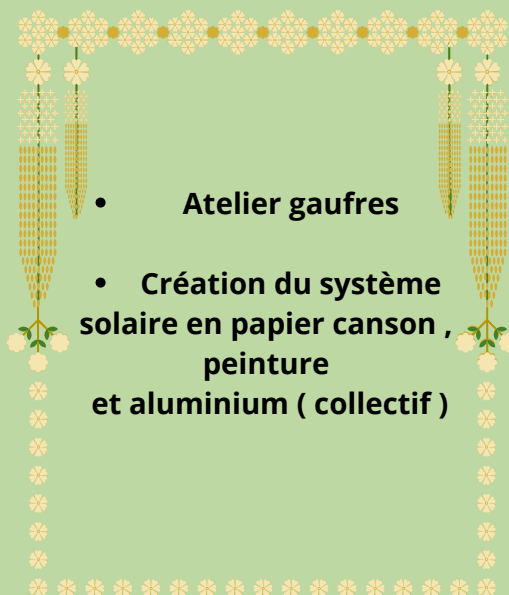 • Atelier gaufres
• Création du système
solaire en papier canson ,
peinture
et aluminium ( collectif )